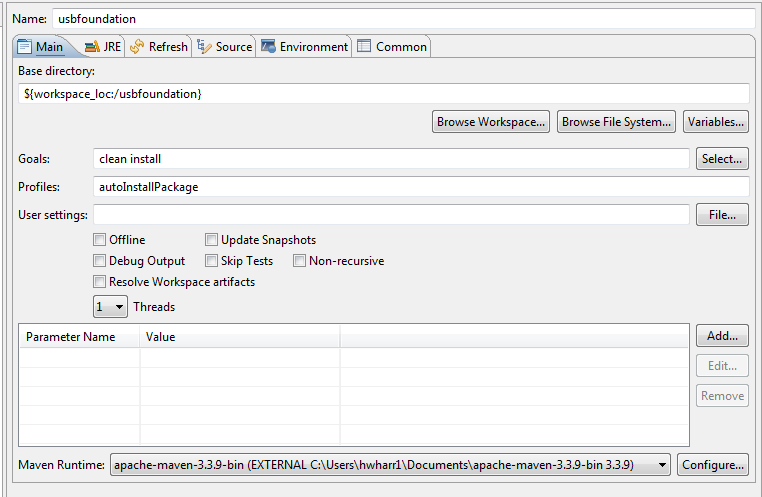 Name: usbfoundation
Main JRE Refresh Source Environment Common
Base directory:
${workspace_loc:/usbfoundation}
Browse Workspace... Browse File System... Variables...
Goals: clean install Select...
Profiles: autoInstallPackage
User settings: File...
Offline Update Snapshots
Debug Output Skip Tests Non-recursive
Resolve Workspace artifacts
1 Threads
Parameter Name Value Add...
Edit...
Remove
Maven Runtime: apache-maven-3.3.9-bin (EXTERNAL C:\Users\hwharr1\Documents\apache-maven-3.3.9-bin 3.3.9) Configure...